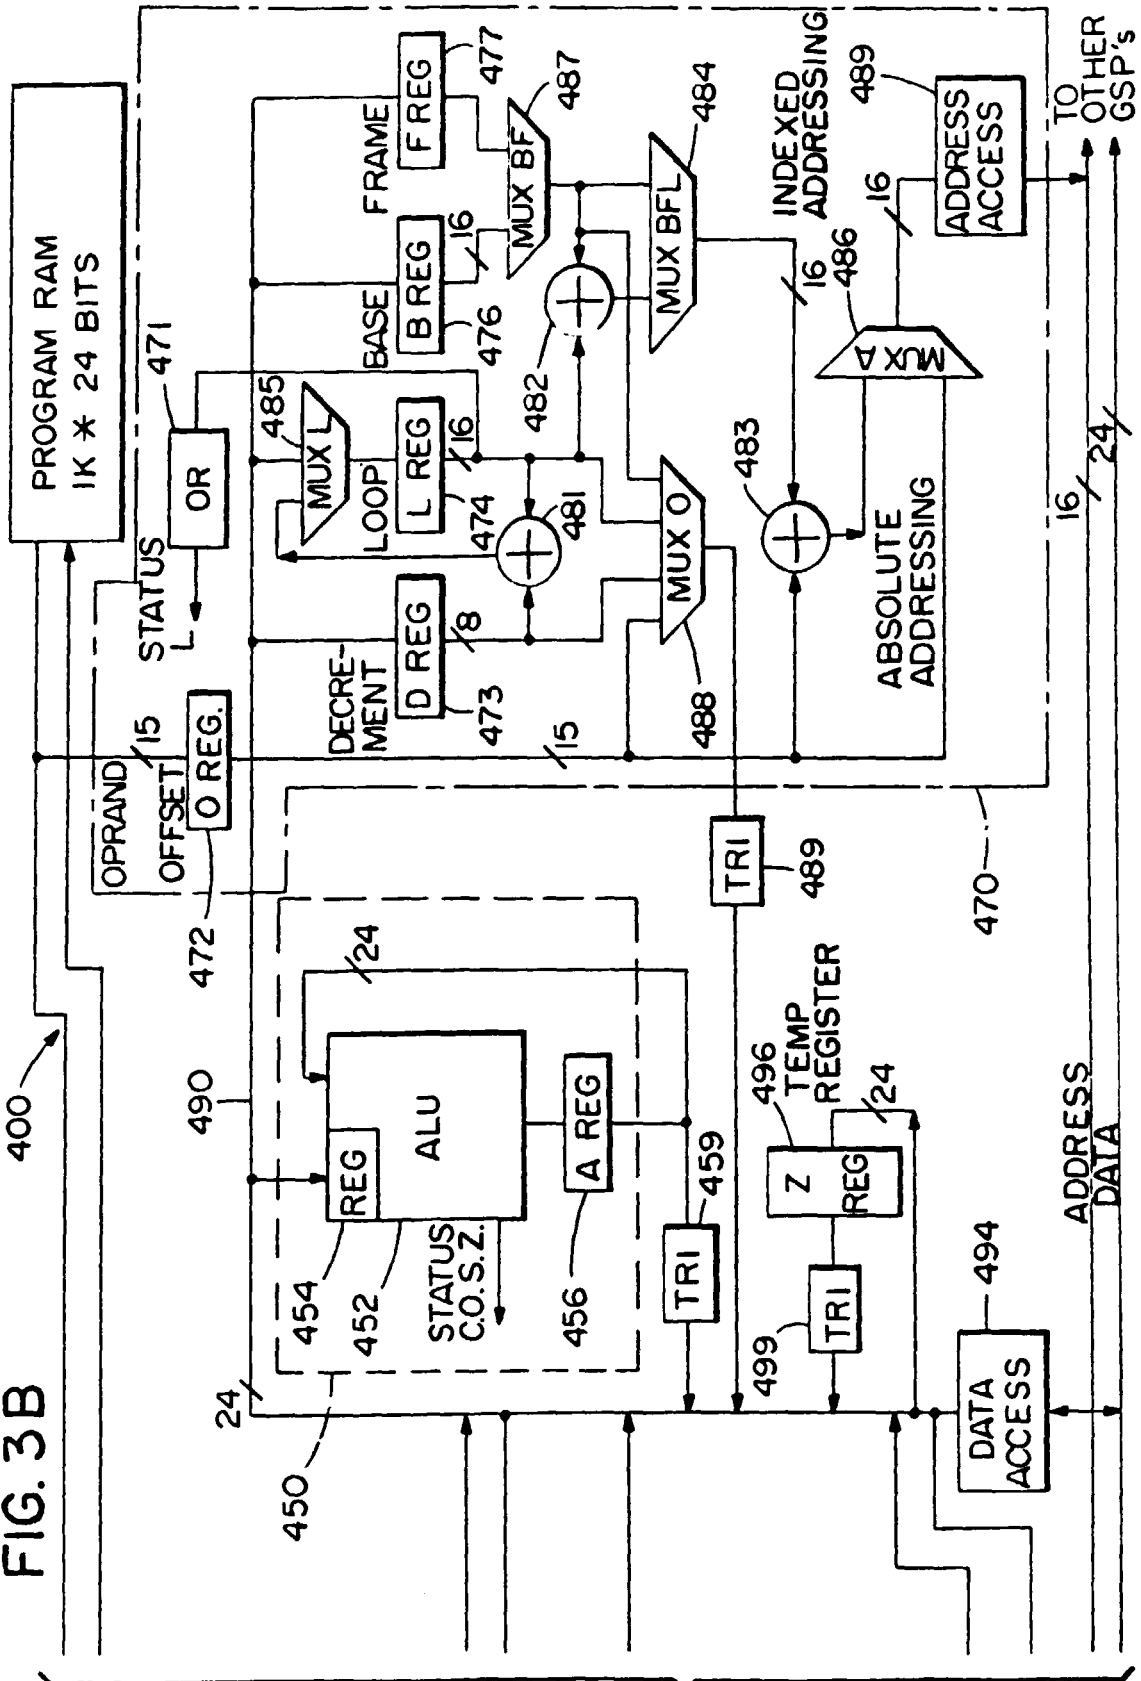 FIG. 3B
400
PROGRAM RAM
1K * 24 BITS
STATUS
L
OR
471
OPRAND
OFFSET
15
O REG.
472
490
24
DECRE-
MENT
D REG
473
8
15
LOOP
MUX L
485
L REG
474
16
481
BASE
B REG
476
16
FRAME
F REG
477
MUX BF
487
482
MUX BFL
484
MUX O
488
483
16
INDEXED
ADDRESSING
ABSOLUTE
ADDRESSING
MUX A
486
16
ADDRESS
ACCESS
489
TO
OTHER
GSP's
16
24
470
TRI
489
450
REG
454
ALU
452
24
STATUS
C.O.S.Z.
A REG
456
TRI
459
Z
REG
496
TEMP
REGISTER
24
TRI
499
DATA
ACCESS
494
ADDRESS
DATA